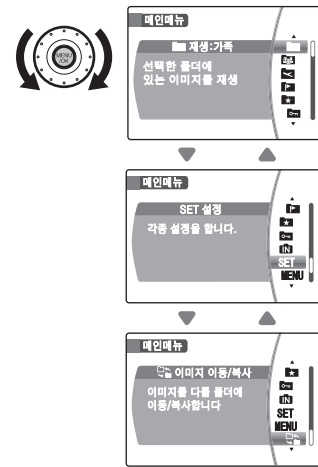 MENU
/OK
메인메뉴
재생:가족
선택한 폴더에
있는 이미지를 재생
메인메뉴
SET 설정
각종 설정을 합니다.
IN
SET
MENU
메인메뉴
이미지 이동/복사
이미지를 다를 폴더에
이동/복사합니다
IN
SET
MENU